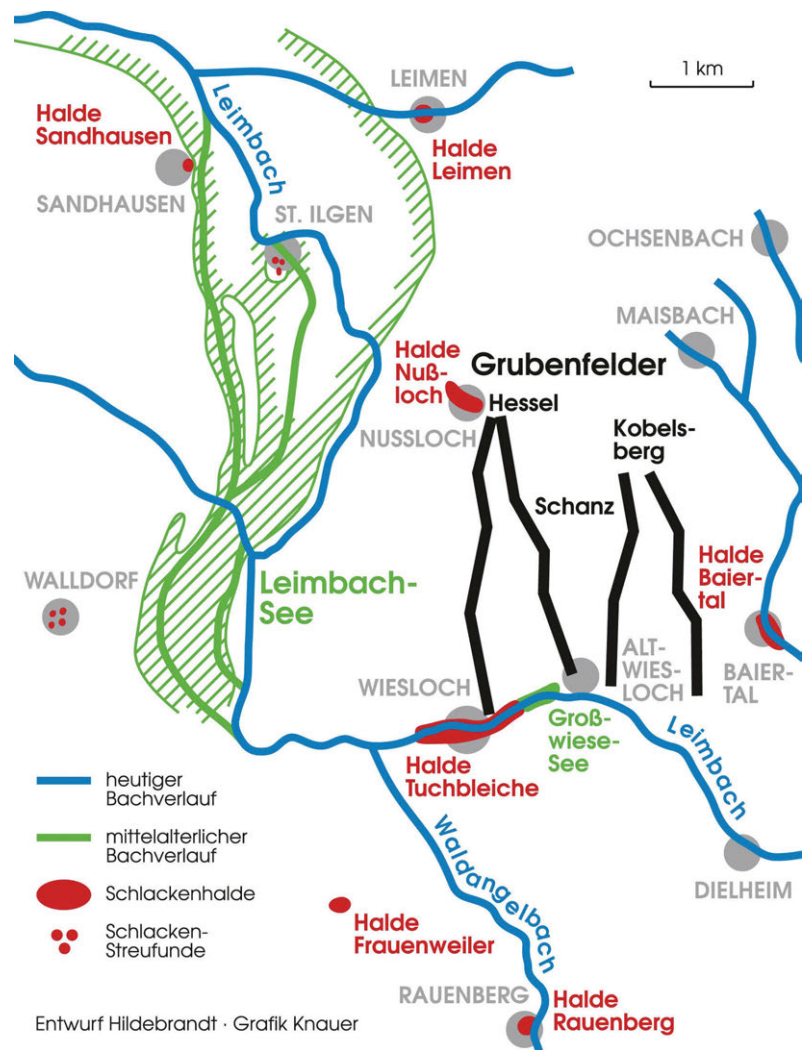 LEIMEN
1 km
Halde
Sandhausen
Leimbach
Halde
Leimen
SANDHAUSEN
ST. ILGEN
OCHSENBACH
MAISBACH
Halde
Nuß-
loch
Grubenfelder
Hessel
NUSSLOCH
Kobels-
berg
Schanz
Halde
Baier-
tal
WALLDORF
Leimbach-
See
ALT-
WIES-
LOCH
BAIER-
TAL
WIESLOCH
Groß-
wiese-
See
Leimbach
Halde
Tuchbleiche
heutiger
Bachverlauf
mittelalterlicher
Bachverlauf
Schlackenhalde
Schlacken-
Streufunde
Waldangelbach
DIELHEIM
Halde
Frauenweiler
RAUENBERG
Halde
Rauenberg
Entwurf Hildebrandt · Grafik Knauer